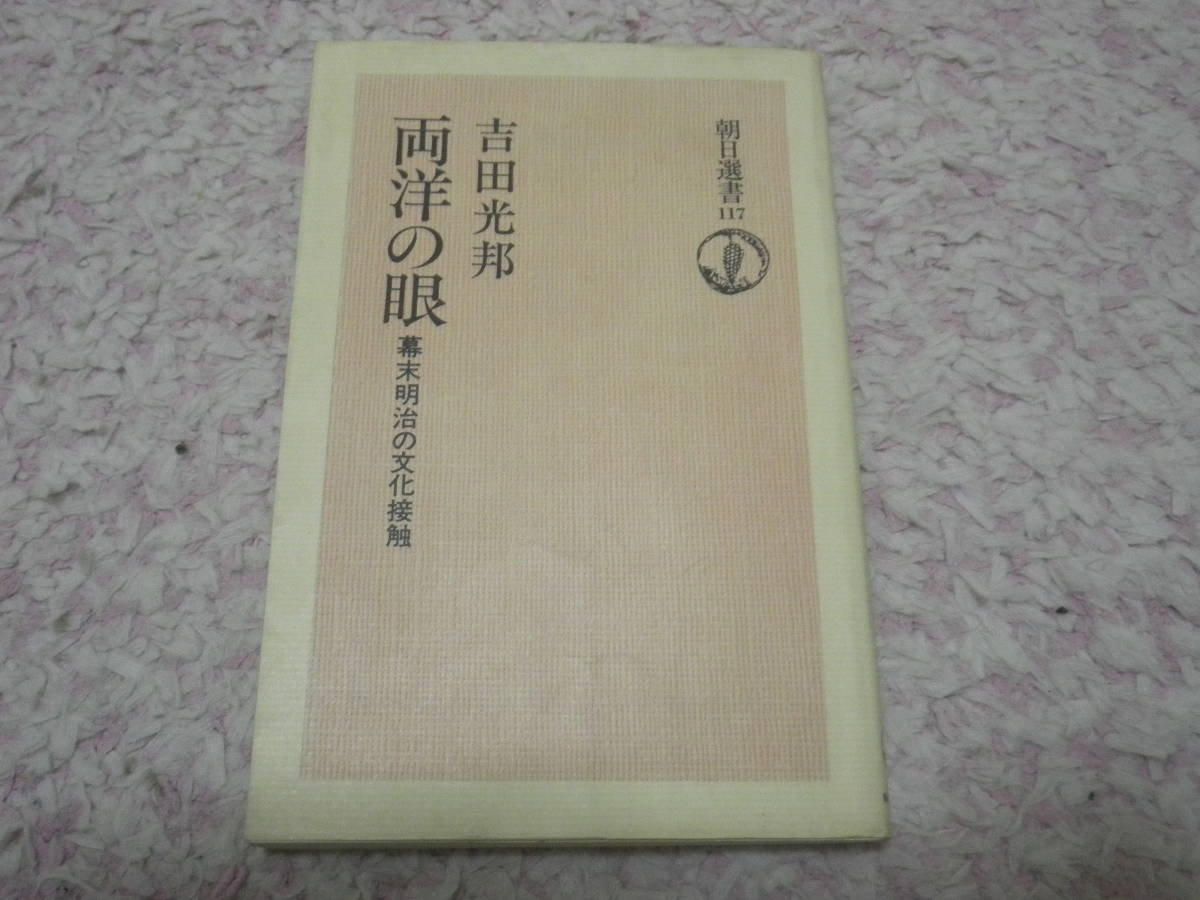 朝日選書
117
吉田光邦
両洋の眼
幕末明治の文化接触